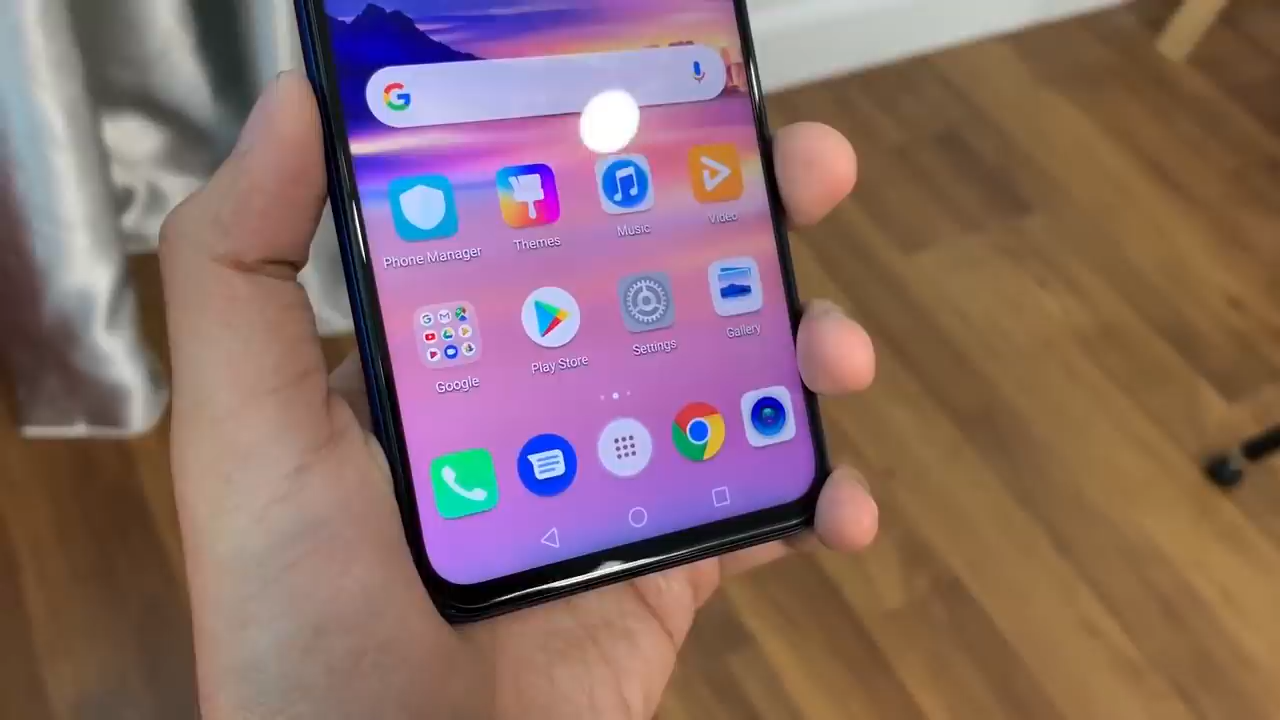 G
Phone Manager
Themes
Music
Video
Google
Play Store
Settings
Gallery